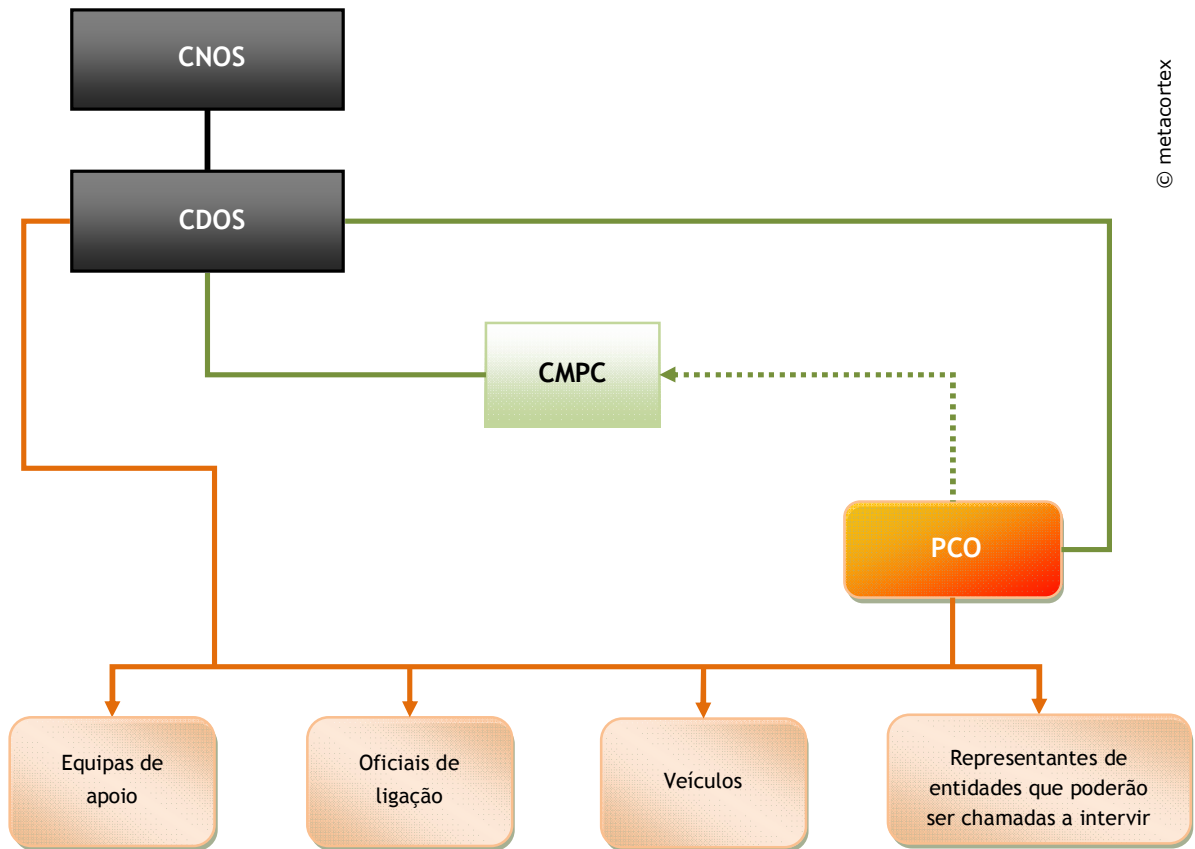 CNOS
© metacortex
CDOS
CMPC
PCO
Equipas de
apoio
Oficiais de
ligação
Veículos
Representantes de
entidades que poderão
ser chamadas a intervir